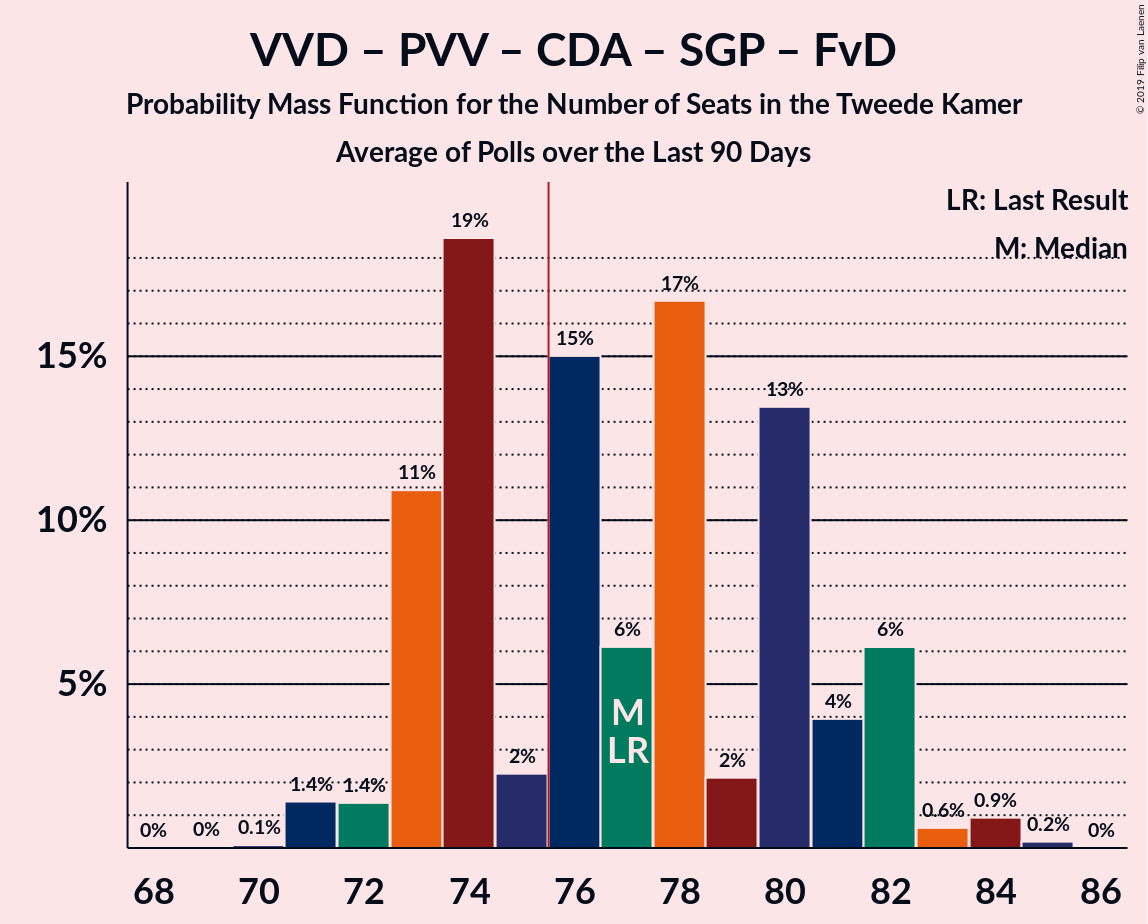 VVD – PVV – CDA – SGP – FvD
Probability Mass Function for the Number of Seats in the Tweede Kamer
Average of Polls over the Last 90 Days
© 2019 Filip van Laenen
LR: Last Result
M: Median
15%
10%
5%
0%
0%
0.1%
1.4%
1.4%
11%
19%
2%
15%
6%
17%
2%
13%
4%
6%
0.6%
0.9%
0.2%
0%
M
LR
68 70 72 74 76 78 80 82 84 86